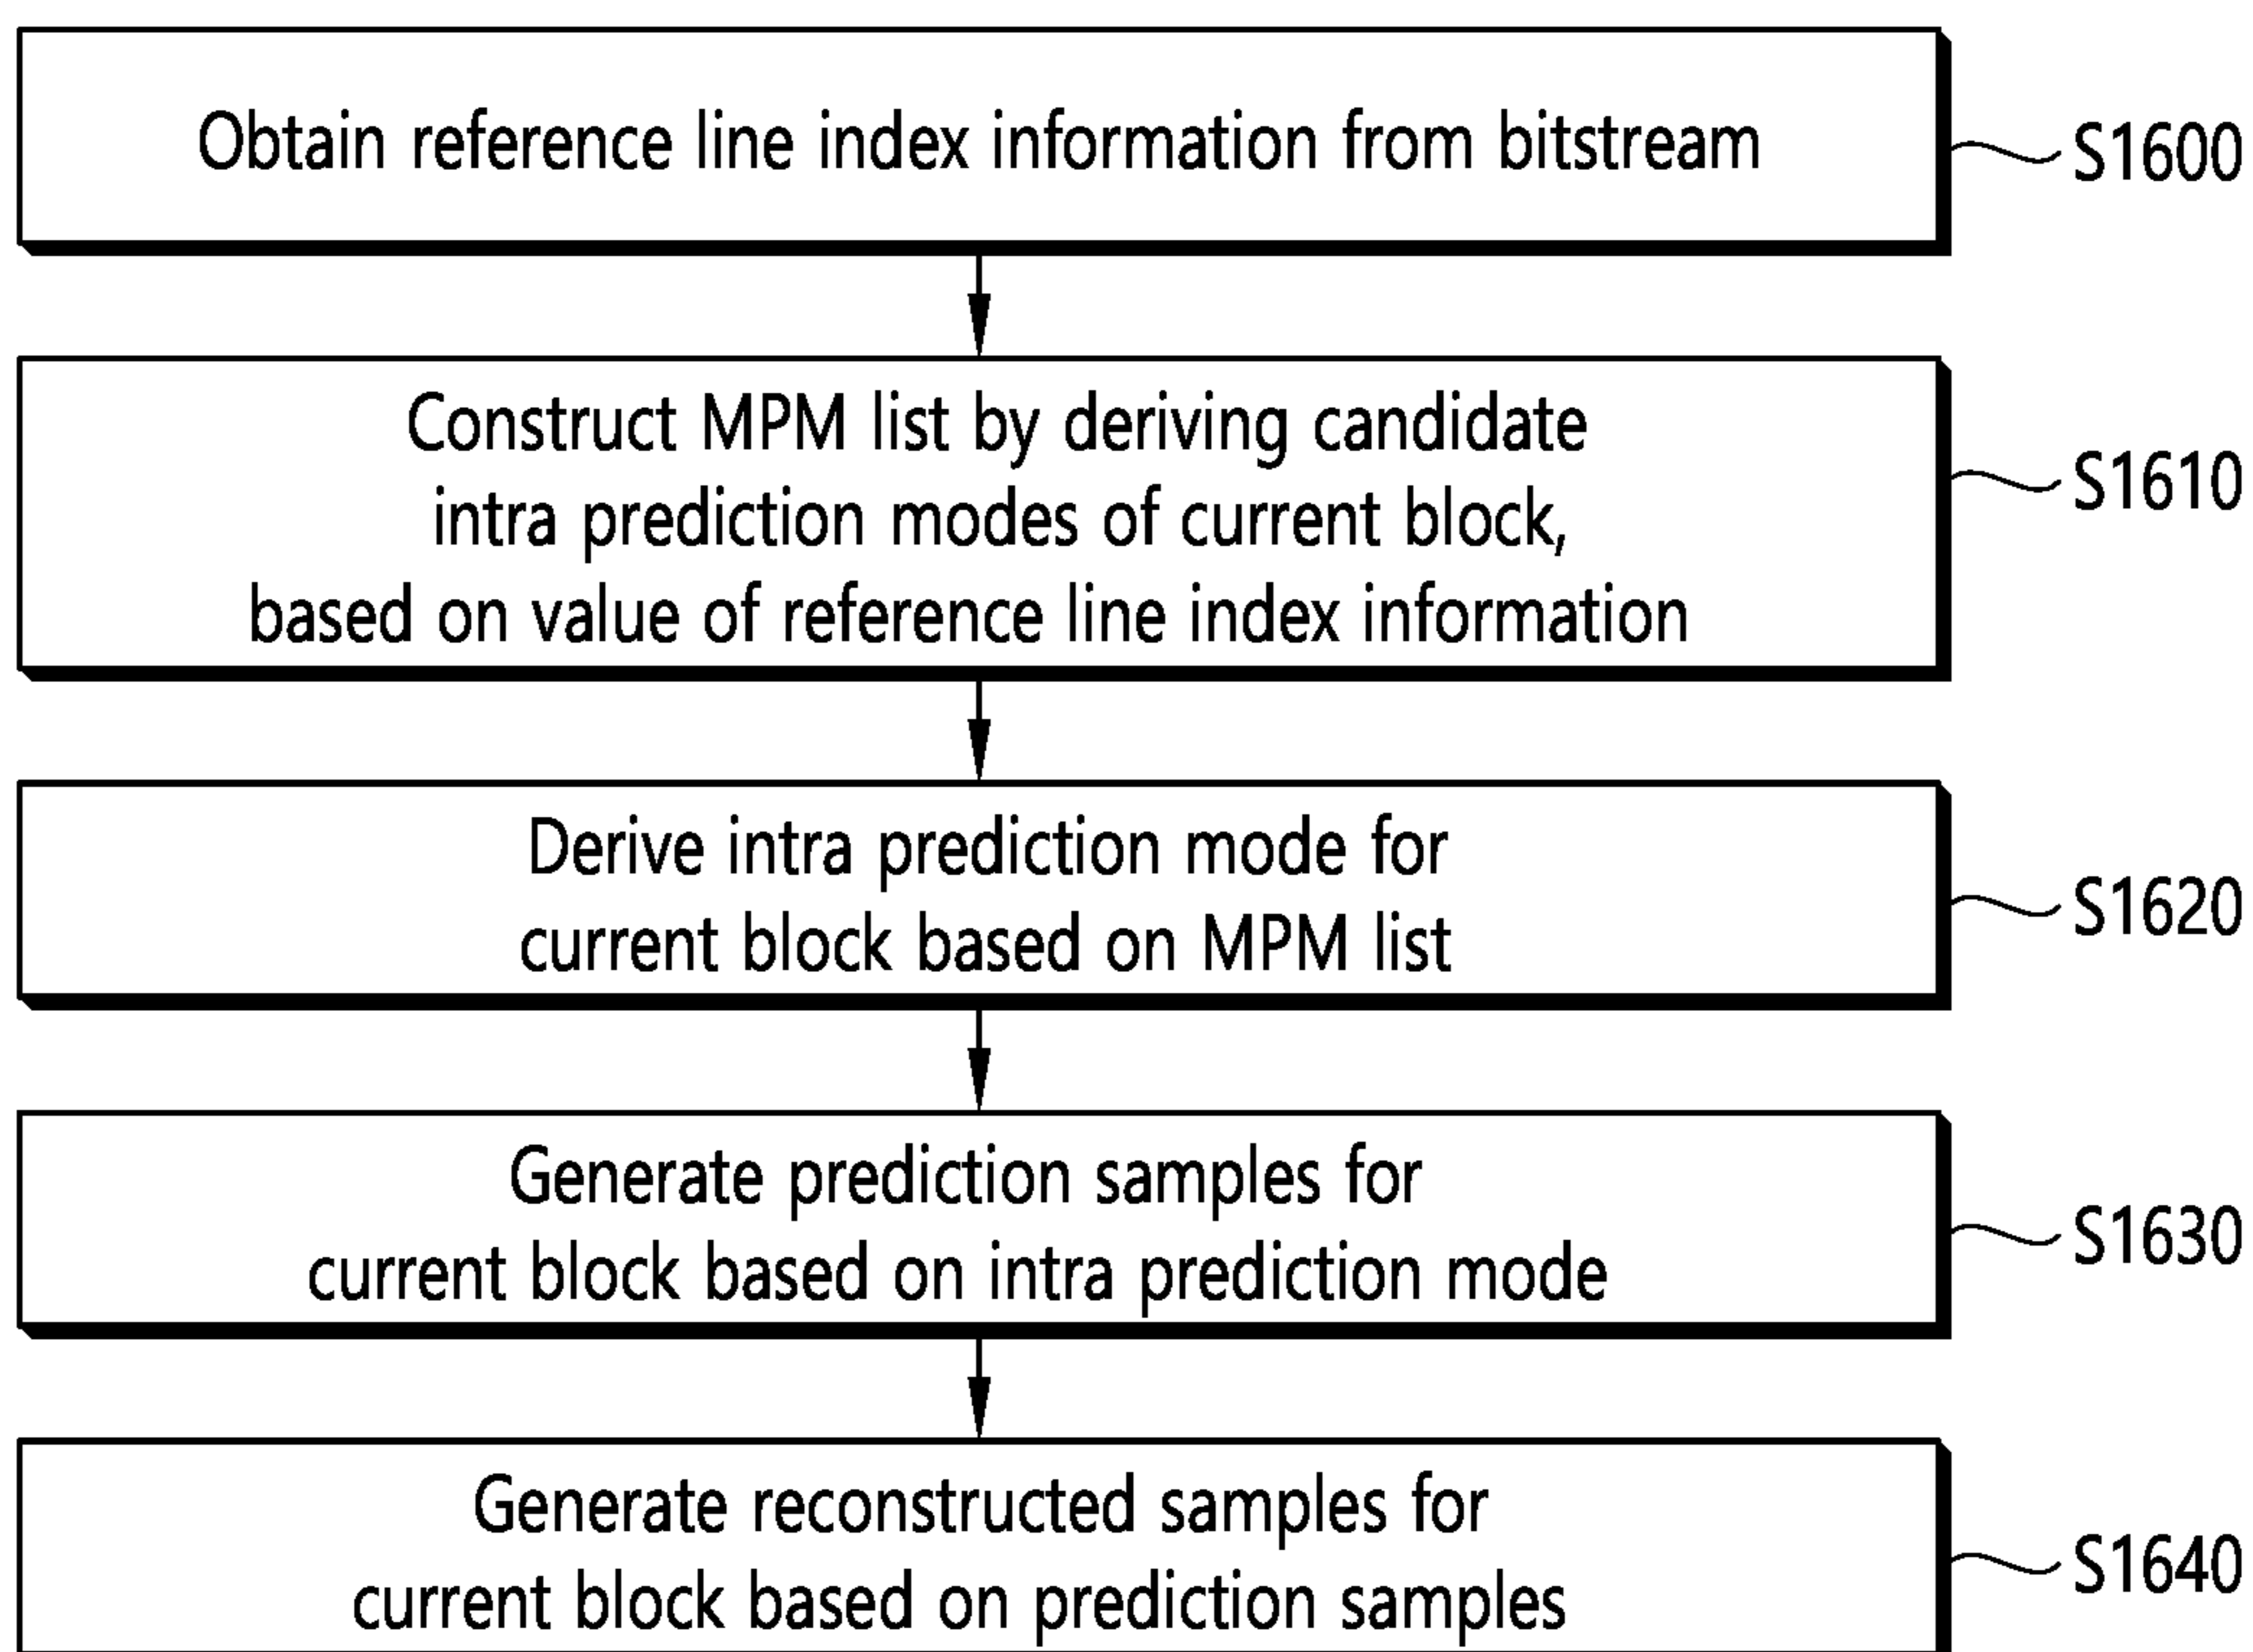 Obtain reference line index information from bitstream
S1600
Construct MPM list by deriving candidate
intra prediction modes of current block,
based on value of reference line index information
S1610
Derive intra prediction mode for
current block based on MPM list
S1620
Generate prediction samples for
current block based on intra prediction mode
S1630
Generate reconstructed samples for
current block based on prediction samples
S1640